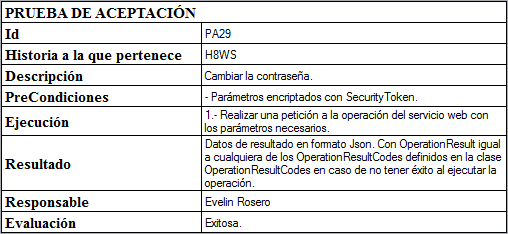 PRUEBA DE ACEPTACIÓN
Id PA29
Historia a la que pertenece H8WS
Descripción Cambiar la contraseña.
PreCondiciones - Parámetros encriptados con SecurityToken.
Ejecución 1.- Realizar una petición a la operación del servicio web con
los parámetros necesarios.
Resultado Datos de resultado en formato Json. Con OperationResult igual
a cualquiera de los OperationResultCodes definidos en la clase
OperationResultCodes en caso de no tener éxito al ejecutar la
operación.
Responsable Evelin Rosero
Evaluación Exitosa.